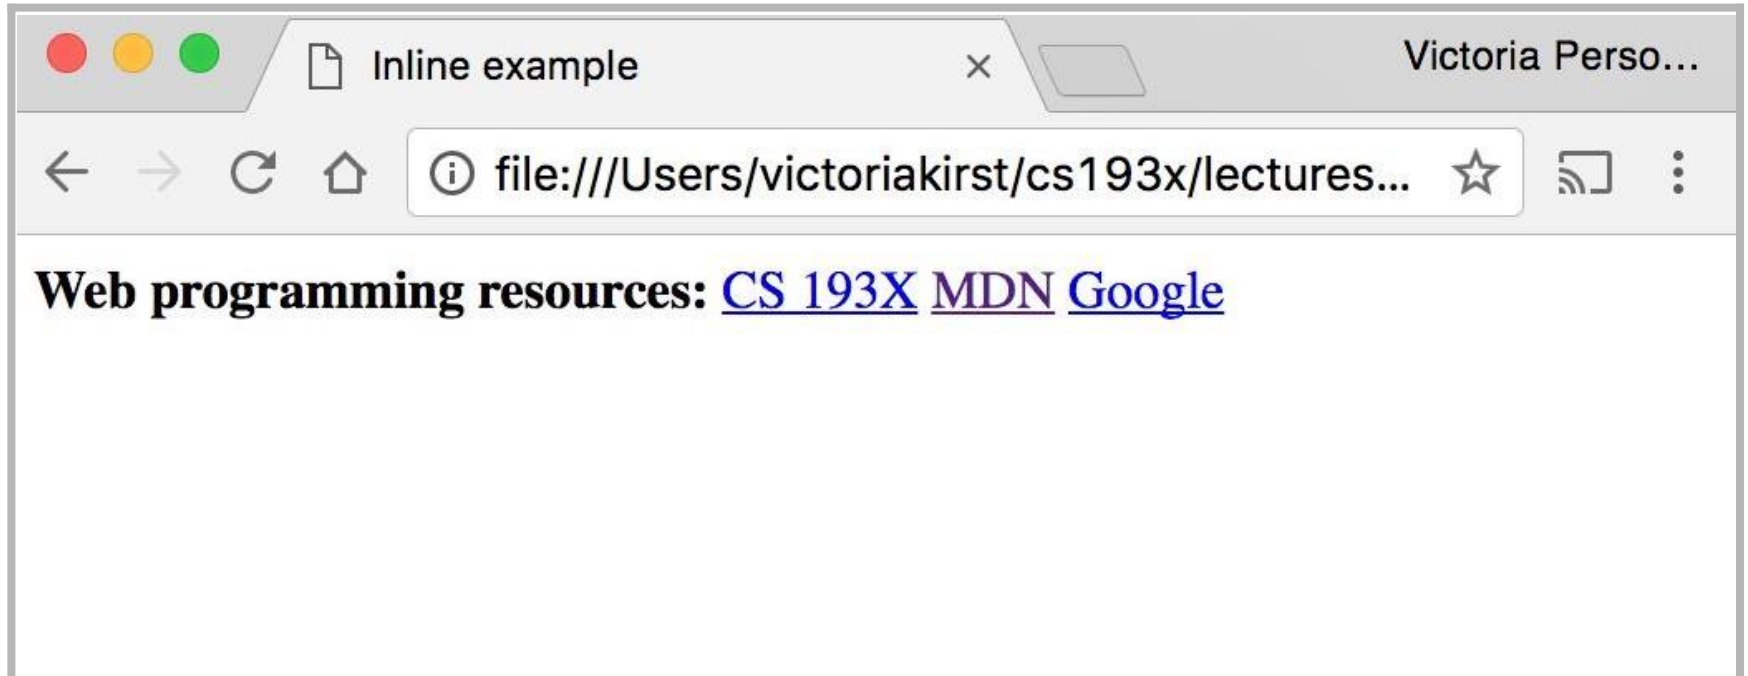 Inline example
Victoria Perso...
file:///Users/victoriakirst/cs193x/lectures...
Web programming resources: CS 193X MDN Google